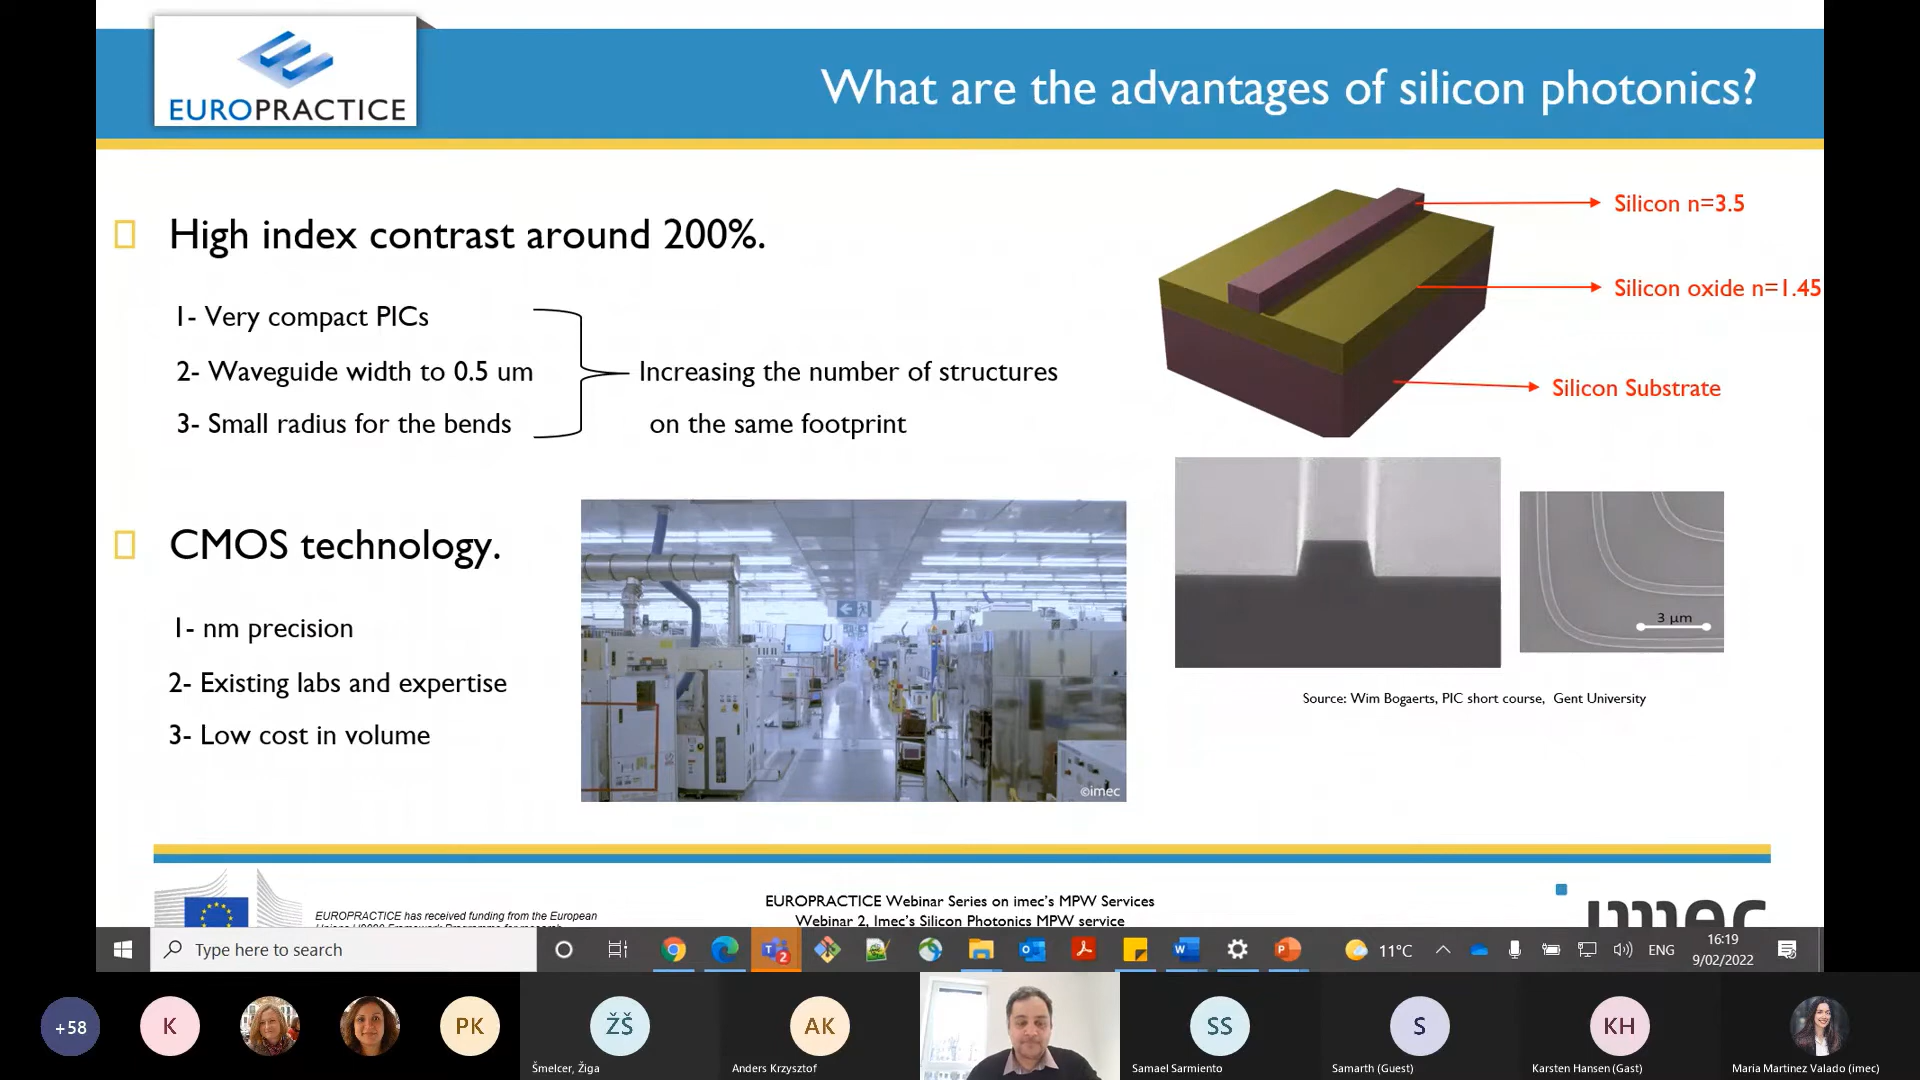 EUROPRACTICE
What are the advantages of silicon photonics?
High index contrast around 200%.
1- Very compact PICs
2- Waveguide width to 0.5 um
3- Small radius for the bends
Increasing the number of structures
on the same footprint
Silicon n=3.5
Silicon oxide n=1.45
Silicon Substrate
3 µm
Source: Wim Bogaerts, PIC short course, Gent University
CMOS technology.
1- nm precision
2- Existing labs and expertise
3- Low cost in volume
©imec
EUROPRACTICE has received funding from the European
EUROPRACTICE Webinar Series on imec's MPW Services
Webinar 2, Imec's Silicon Photonics MPW service
imec
Type here to search
2
11°C
ENG
16:19
9/02/2022
+58
K
PK
ŽŠ
Šmelcer, Žiga
AK
Anders Krzysztof
SS
Samael Sarmiento
S
Samarth (Guest)
KH
Karsten Hansen (Gast)
Maria Martinez Valado (imec)